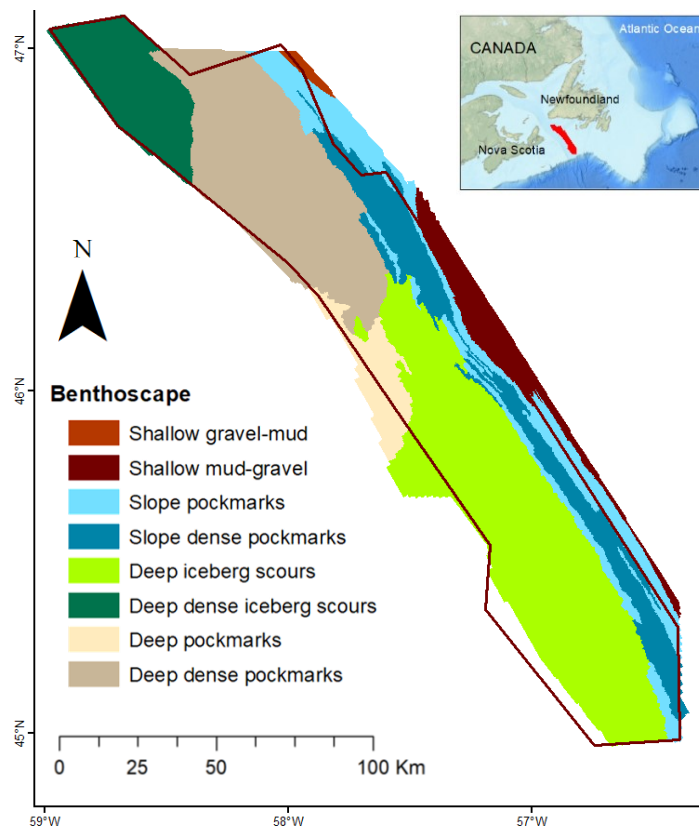 47°N
46°N
45°N
CANADA
Atlantic Ocean
Newfoundland
Nova Scotia
N
Benthoscape
Shallow gravel-mud
Shallow mud-gravel
Slope pockmarks
Slope dense pockmarks
Deep iceberg scours
Deep dense iceberg scours
Deep pockmarks
Deep dense pockmarks
0 25 50 100 Km
59°W 58°W 57°W